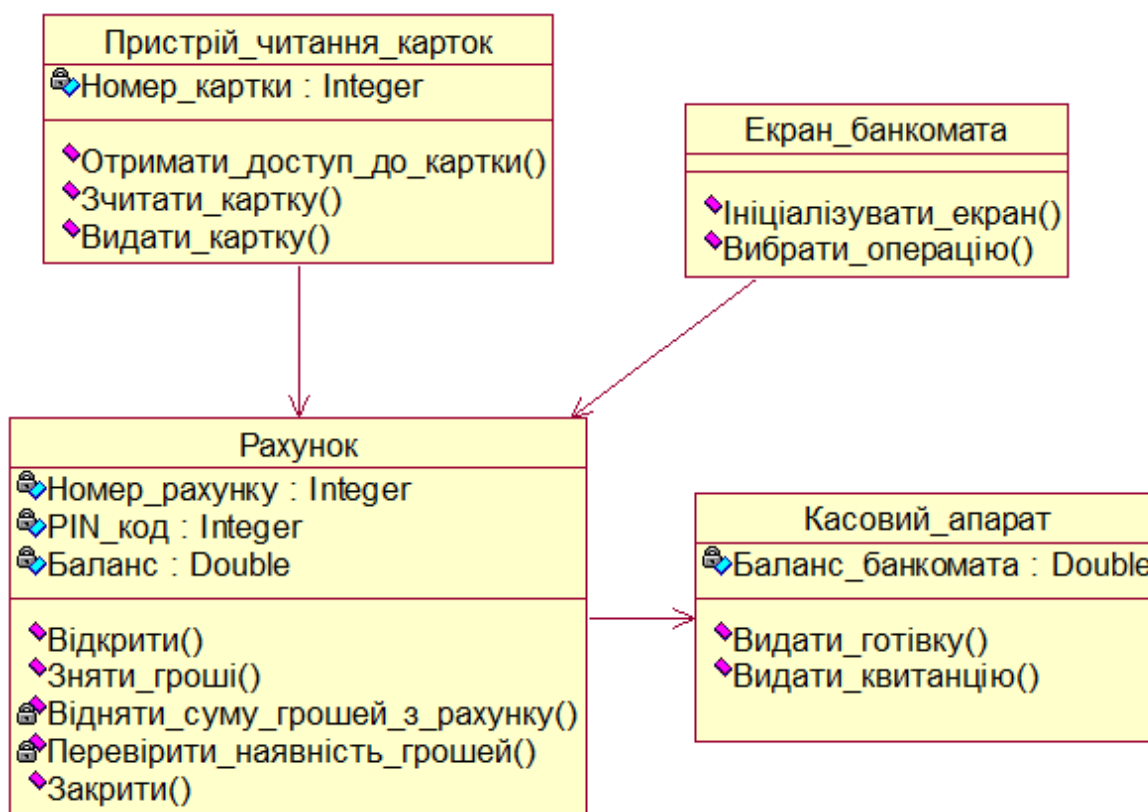 Пристрій_читання_карток
Номер_картки : Integer
Отримати_доступ_до_картки()
Зчитати_картку()
Видати_картку()
Екран_банкомата
Ініціалізувати_екран()
Вибрати_операцію()
Рахунок
Номер_рахунку : Integer
PIN_код : Integer
Баланс : Double
Відкрити()
Зняти_гроші()
Відняти_суму_грошей_з_рахунку()
Перевірити_наявність_грошей()
Закрити()
Касовий_апарат
Баланс_банкомата : Double
Видати_готівку()
Видати_квитанцію()